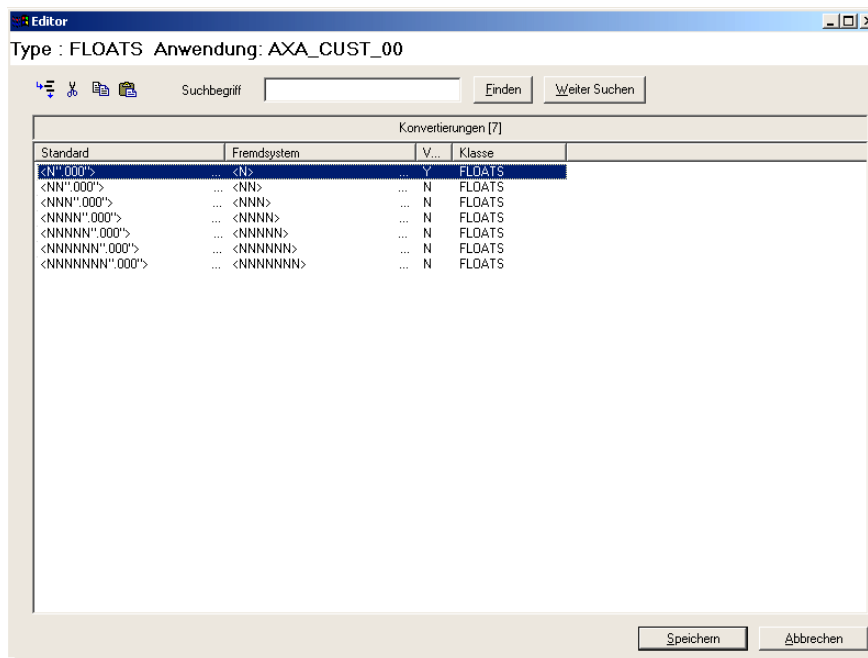 Editor
Type : FLOATS Anwendung: AXA_CUST_00
Suchbegriff Finden Weiter Suchen
Konvertierungen [7]
Standard Fremdsystem V... Klasse
<N".000"> ... <N> ... Y FLOATS
<NN".000"> ... <NN> ... N FLOATS
<NNN".000"> ... <NNN> ... N FLOATS
<NNNN".000"> ... <NNNN> ... N FLOATS
<NNNNN".000"> ... <NNNNN> ... N FLOATS
<NNNNNN".000"> ... <NNNNNN> ... N FLOATS
<NNNNNNN".000"> ... <NNNNNNN> ... N FLOATS
Speichern Abbrechen